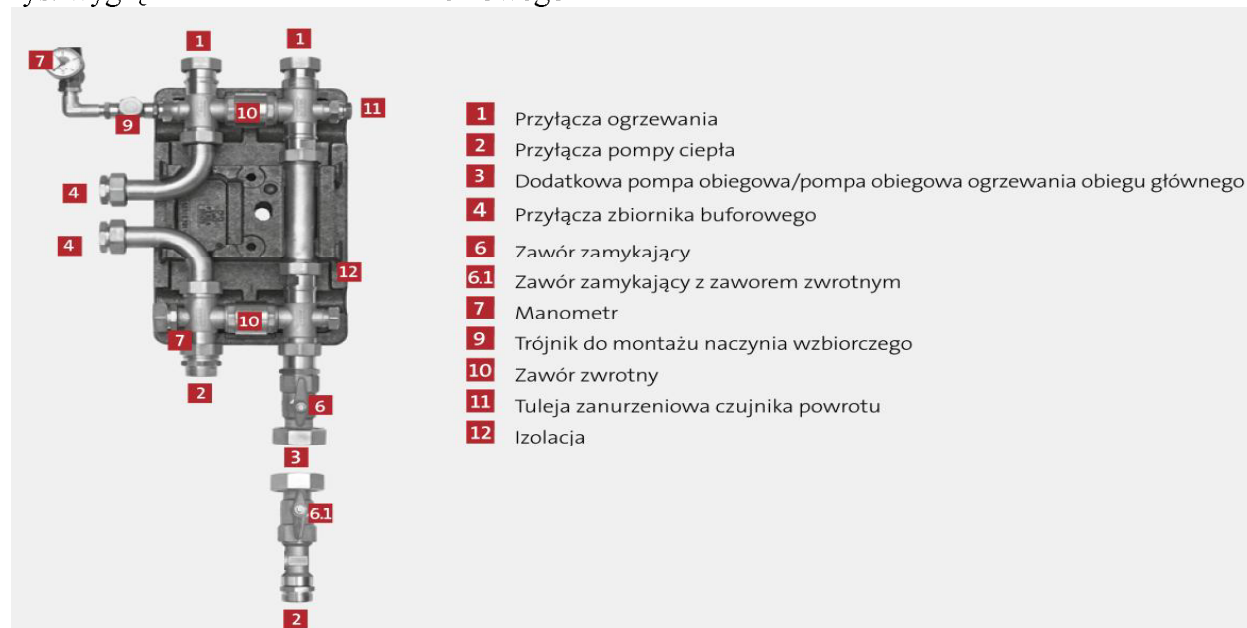 1 1
7
10
11
9
4
4
12
10
7
2
6
3
6.1
2
1 Przyłącza ogrzewania
2 Przyłącza pompy ciepła
3 Dodatkowa pompa obiegowa/pompa obiegowa ogrzewania obiegu głównego
4 Przyłącza zbiornika buforowego
6 Zawór zamykający
6.1 Zawór zamykający z zaworem zwrotnym
7 Manometr
9 Trójnik do montażu naczynia wzbiorczego
10 Zawór zwrotny
11 Tuleja zanurzeniowa czujnika powrotu
12 Izolacja